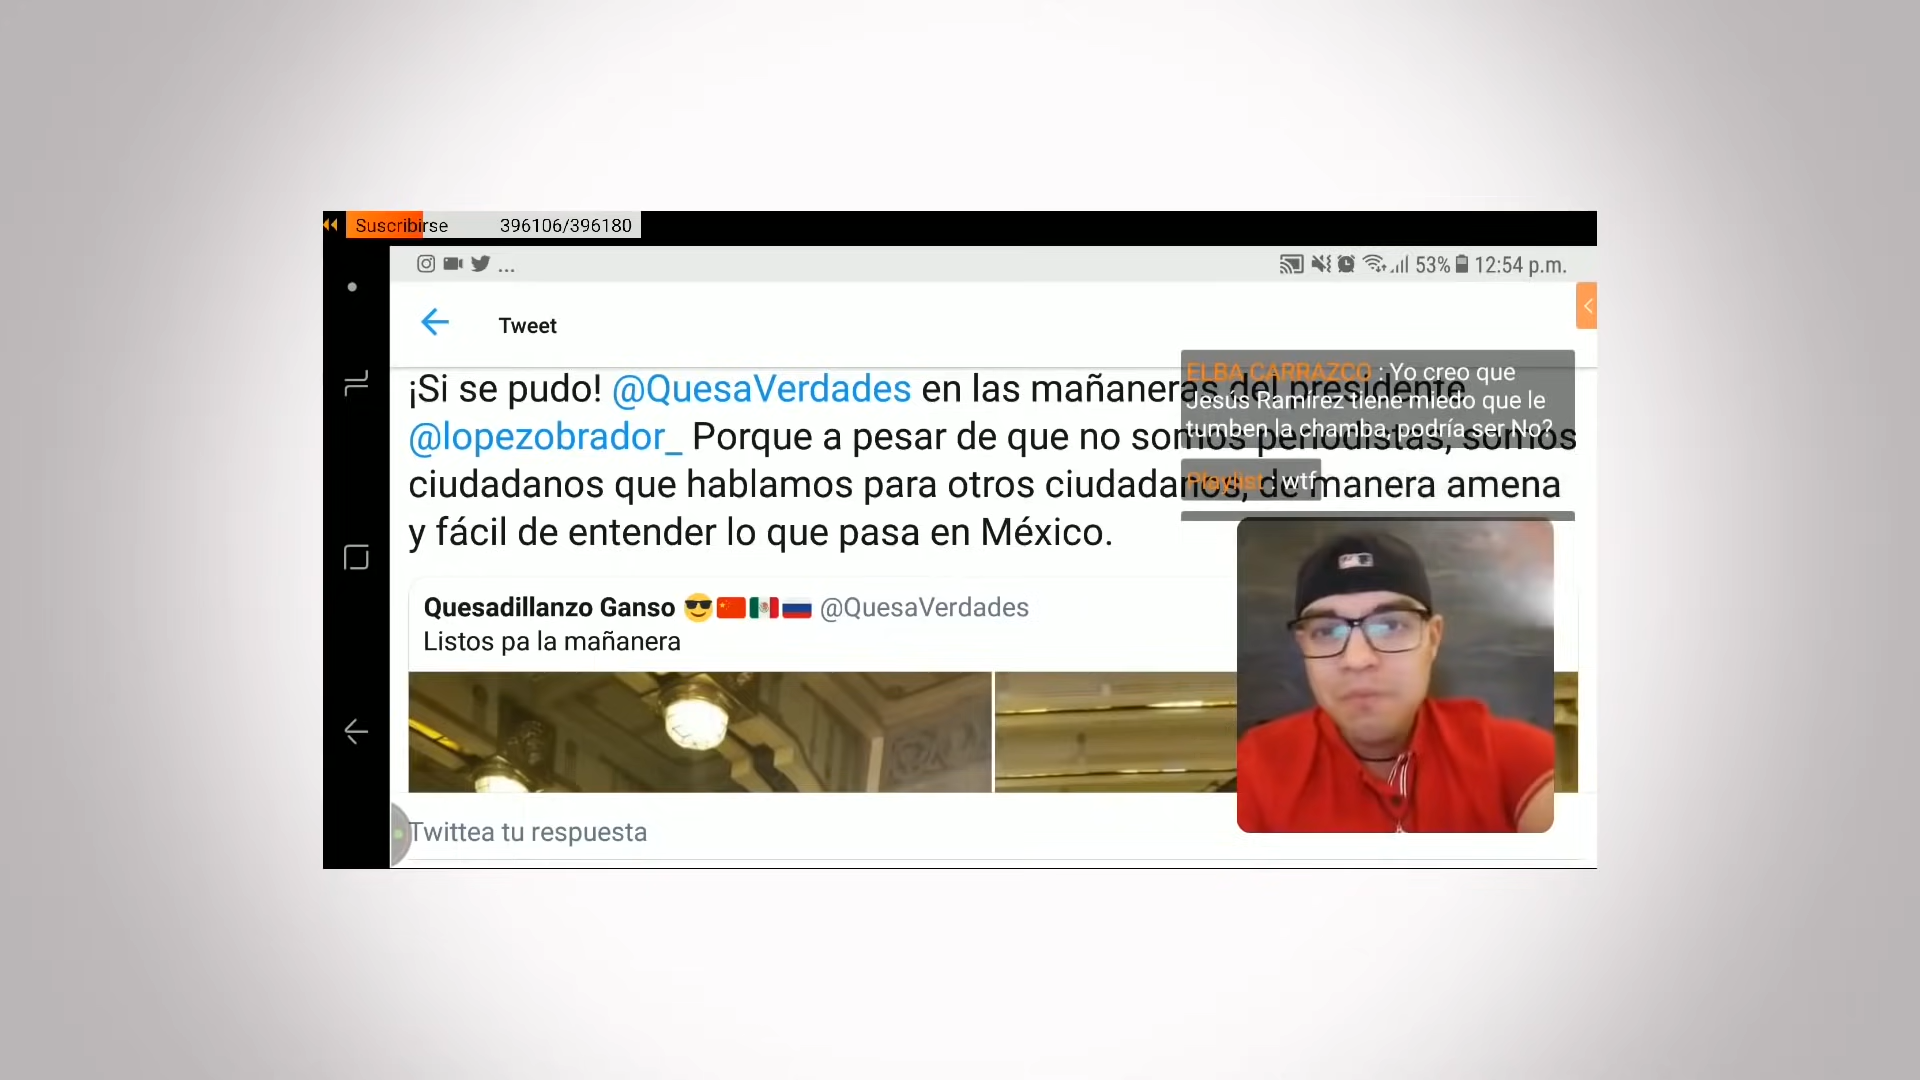 Suscribirse 396106/396180
53% 12:54 p.m.
Tweet
¡Si se pudo! @QuesaVerdades en las mañaneras del presidente
@lopezobrador_ Porque a pesar de que no somos periodistas, somos
ciudadanos que hablamos para otros ciudadanos, de manera amena
y fácil de entender lo que pasa en México.
ELBA CARRAZCO : Yo creo que
Jesús Ramirez tiene miedo que le
tumben la chamba, podría ser No?
Playlist : wtf
Quesadillanzo Ganso @QuesaVerdades
Listos pa la mañanera
Twittea tu respuesta